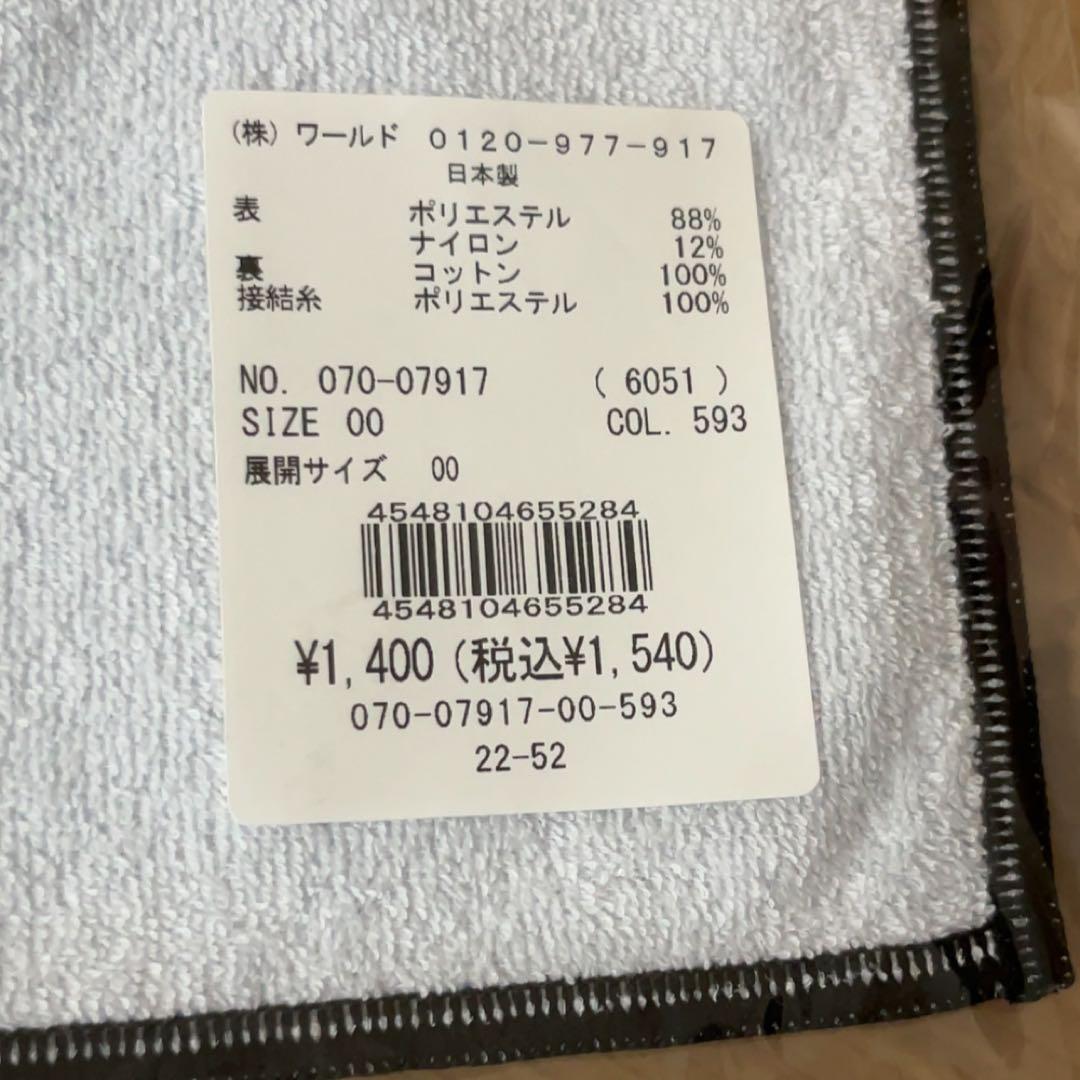 (株) ワールド 0120-977-917
日本製
表 ポリエステル 88%
ナイロン 12%
裏 コットン 100%
接結糸 ポリエステル 100%
NO. 070-07917 ( 6051 )
SIZE 00 COL. 593
展開サイズ 00
4548104655284
4548104655284
¥1,400 (税込¥1,540)
070-07917-00-593
22-52